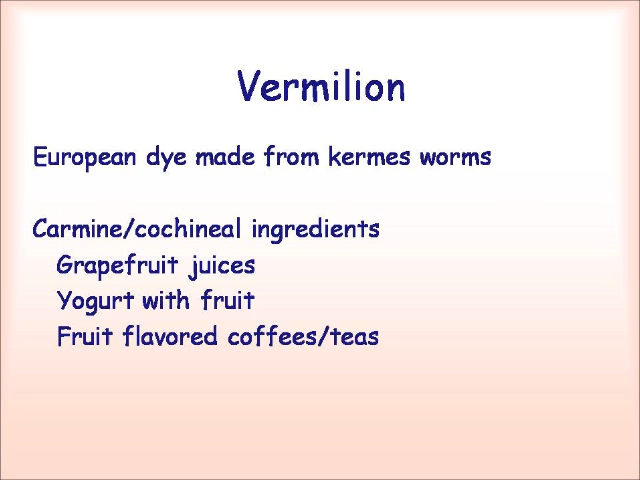 Vermilion
European dye made from kermes worms
Carmine/cochineal ingredients
Grapefruit juices
Yogurt with fruit
Fruit flavored coffees/teas